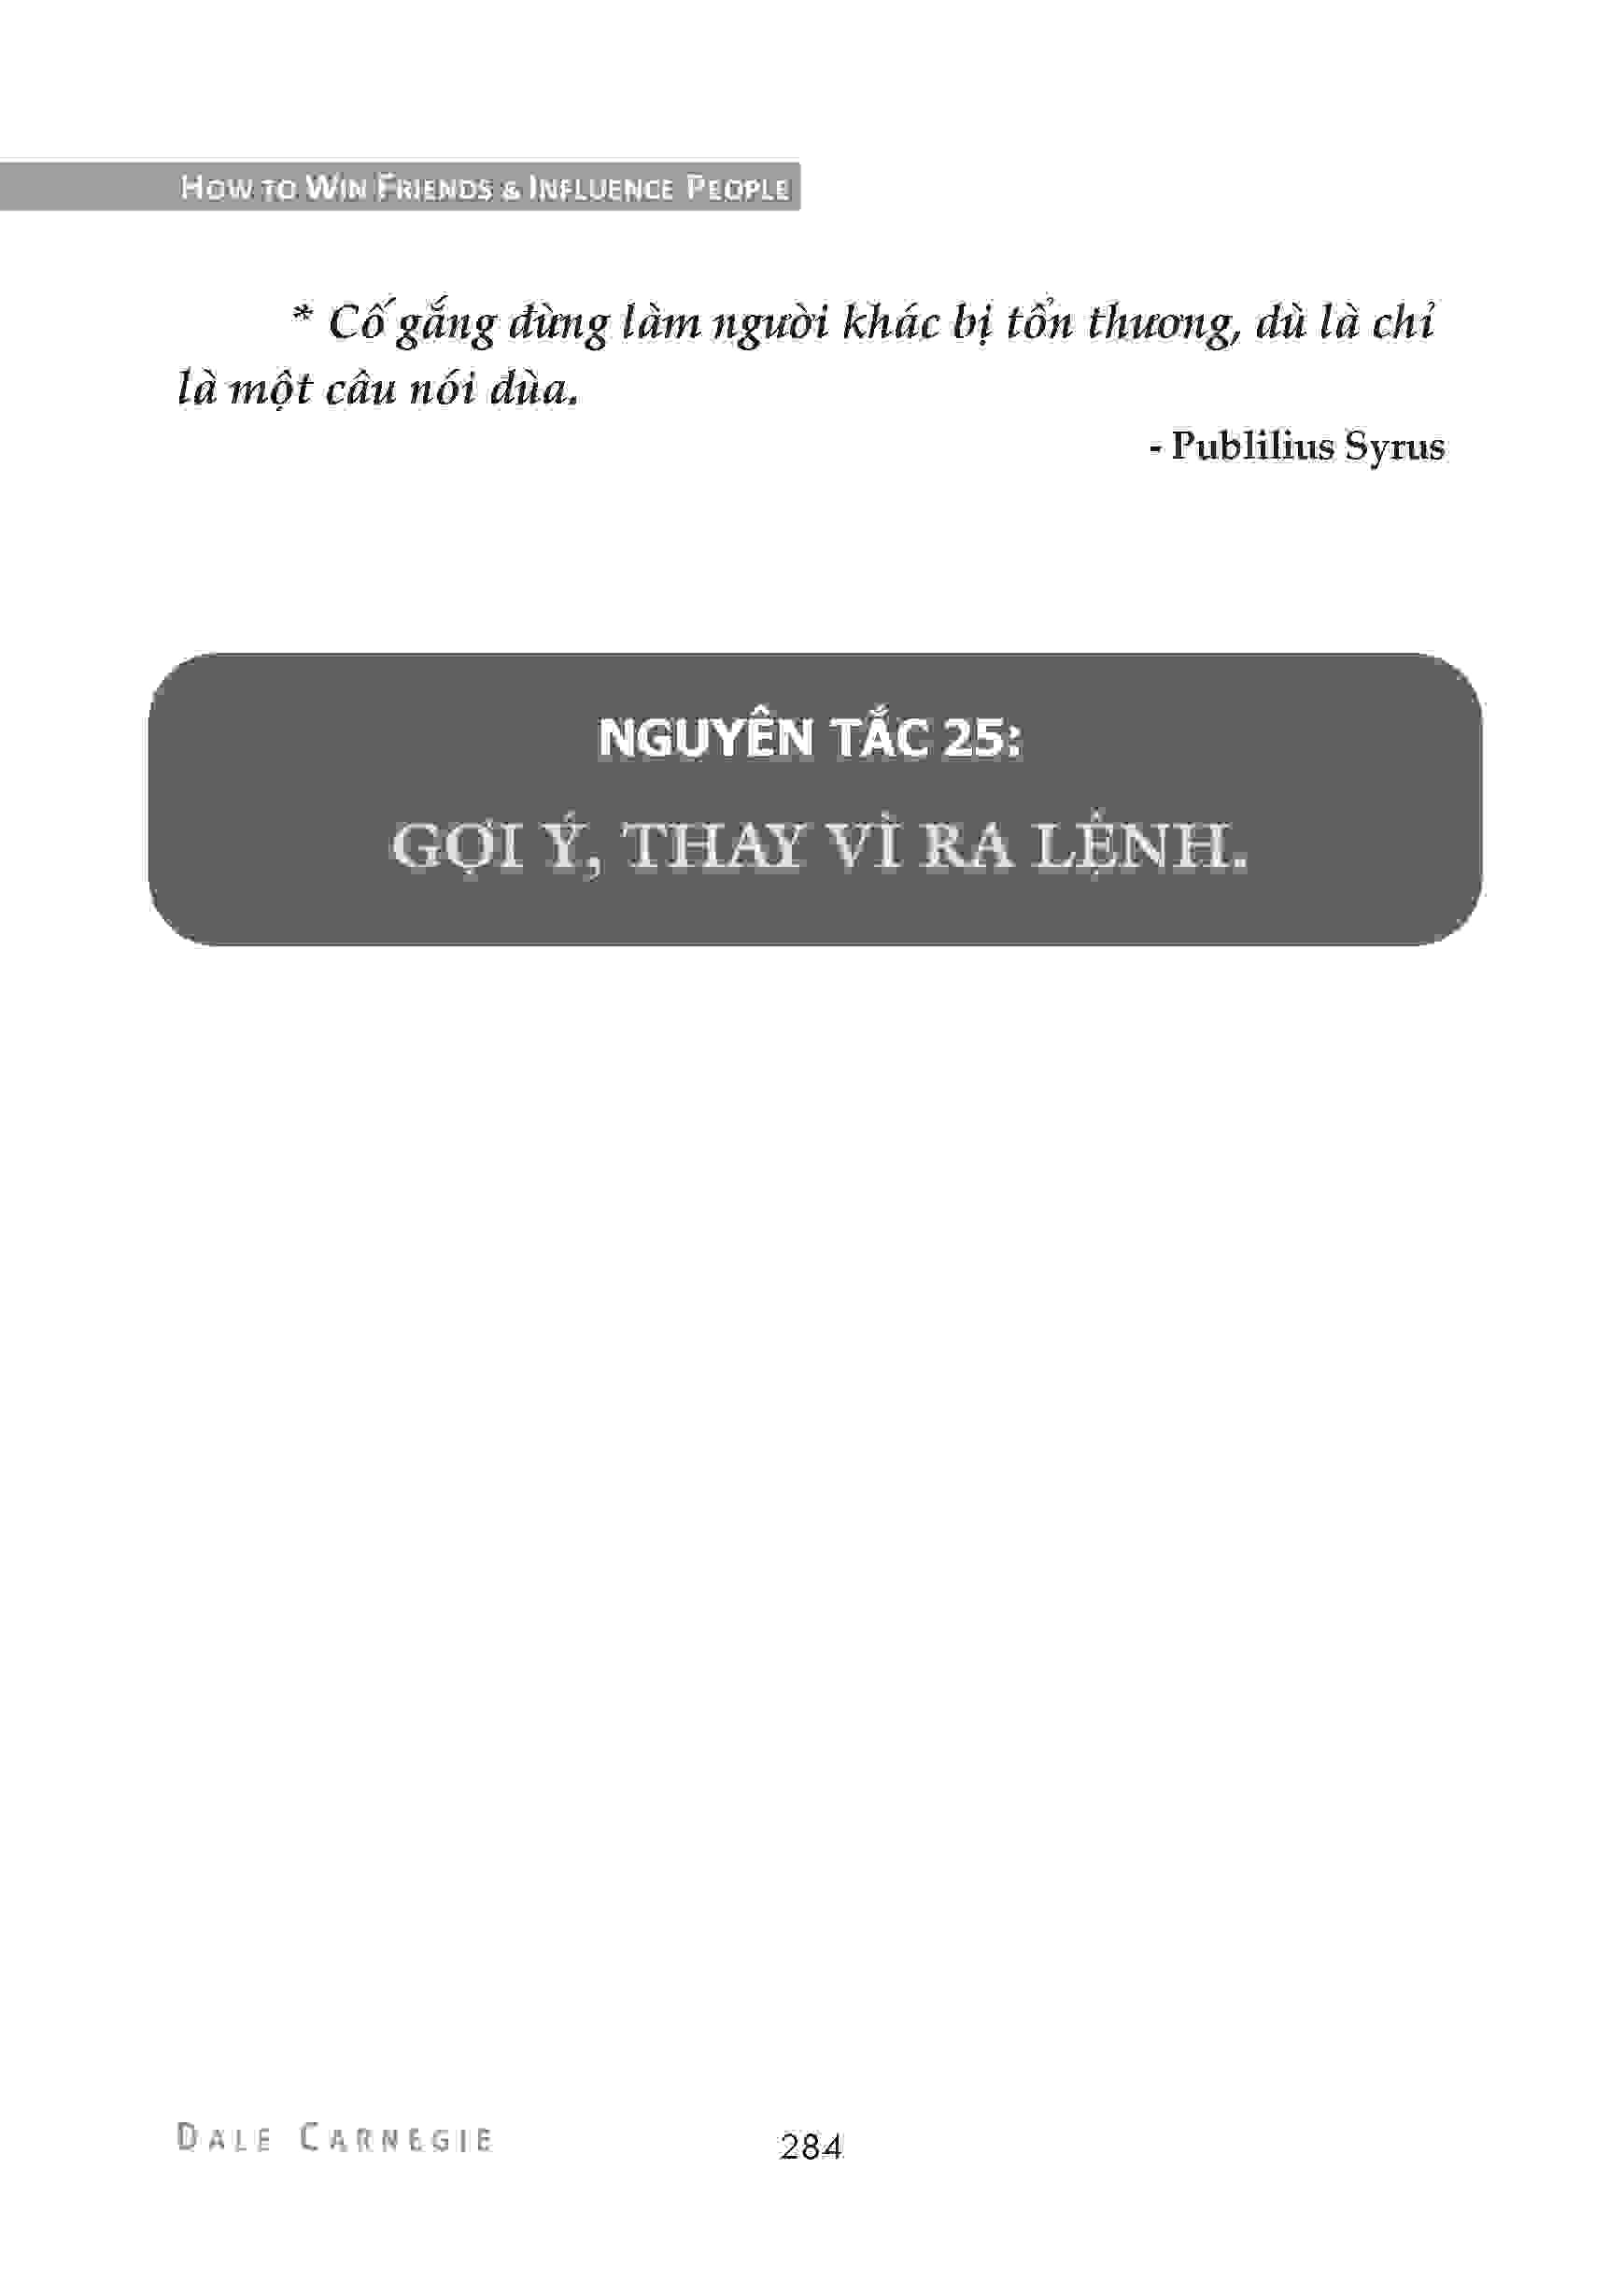 HOW TO WIN FRIENDS & INFLUENCE PEOPLE
* Cố gắng đừng làm người khác bị tổn thương, dù là chỉ
là một câu nói đùa.
- Publilius Syrus
NGUYÊN TẮC 25:
GỢI Ý, THAY VÌ RA LỆNH.
DALE CARNEGIE
284